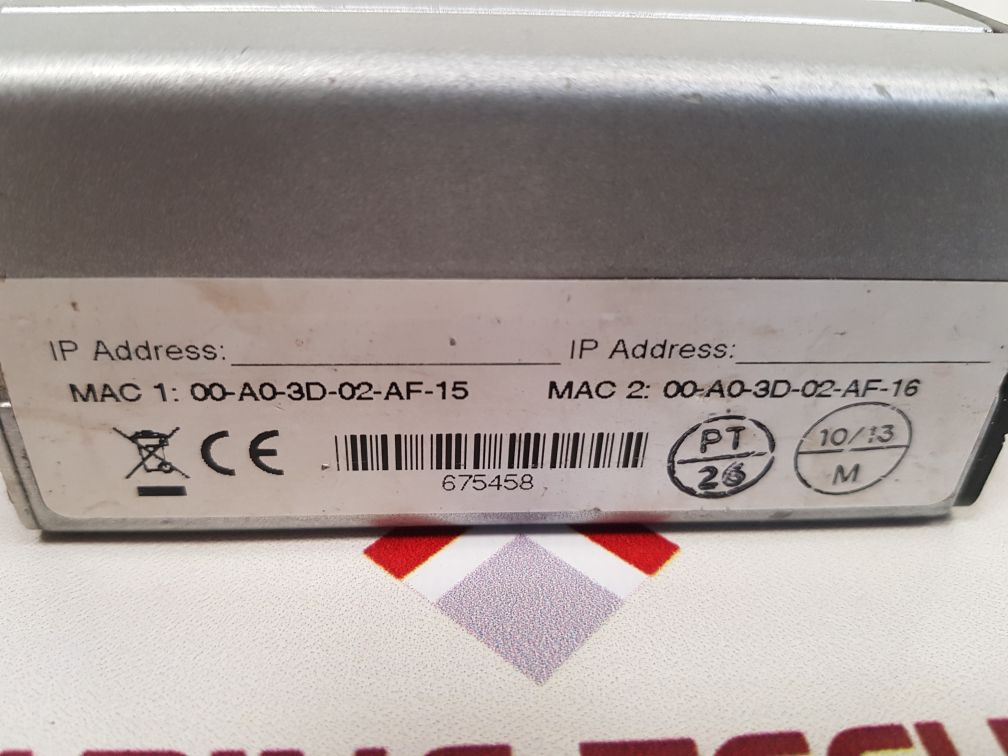 IP Address: IP Address:
MAC 1: 00-A0-3D-02-AF-15 MAC 2: 00-A0-3D-02-AF-16
CE PT 10/13
675458 26 M